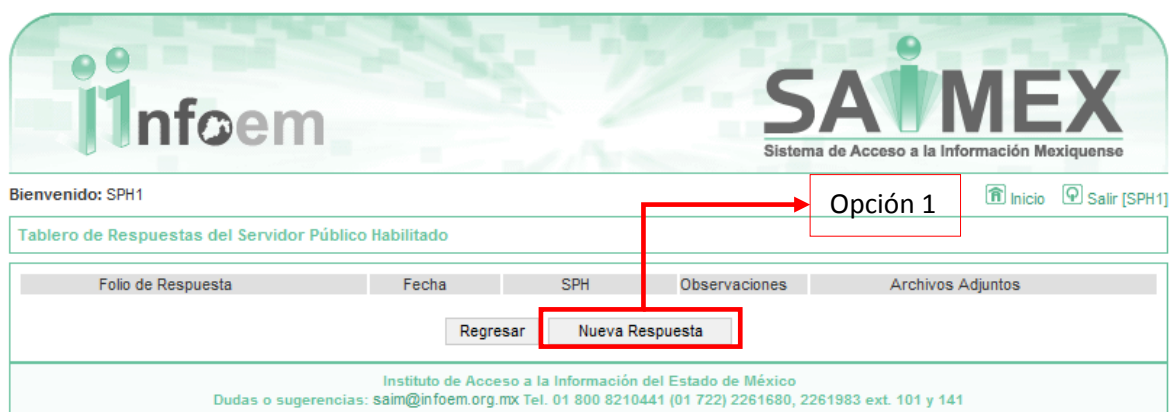 infoem
SAIMEX
Sistema de Acceso a la Información Mexiquense
Bienvenido: SPH1
Opción 1
Inicio Salir [SPH1]
Tablero de Respuestas del Servidor Público Habilitado
Folio de Respuesta Fecha SPH Observaciones Archivos Adjuntos
Regresar Nueva Respuesta
Instituto de Acceso a la Información del Estado de México
Dudas o sugerencias: saim@infoem.org.mx Tel. 01 800 8210441 (01 722) 2261680, 2261983 ext. 101 y 141